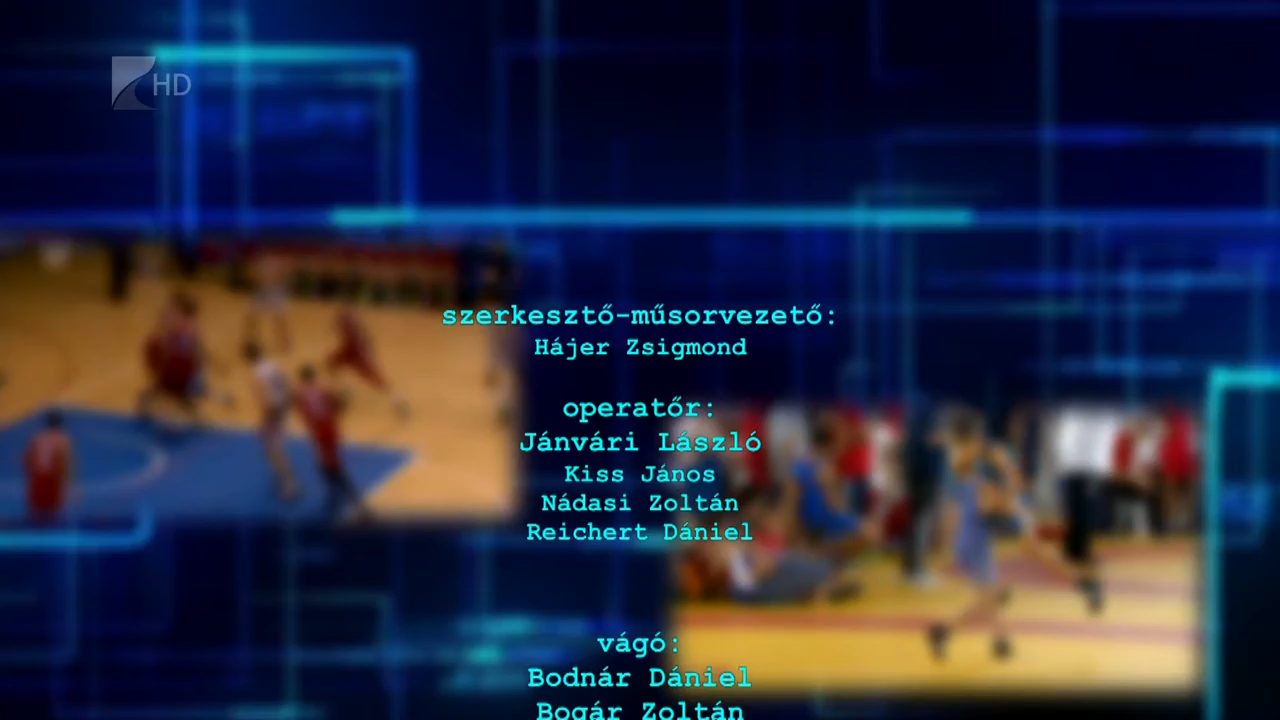 HD
szerkesztő-műsorvezető:
Hájer Zsigmond
operatőr:
Jánvári László
Kiss János
Nádasi Zoltán
Reichert Dániel
vágó:
Bodnár Dániel
Bogár Zoltán